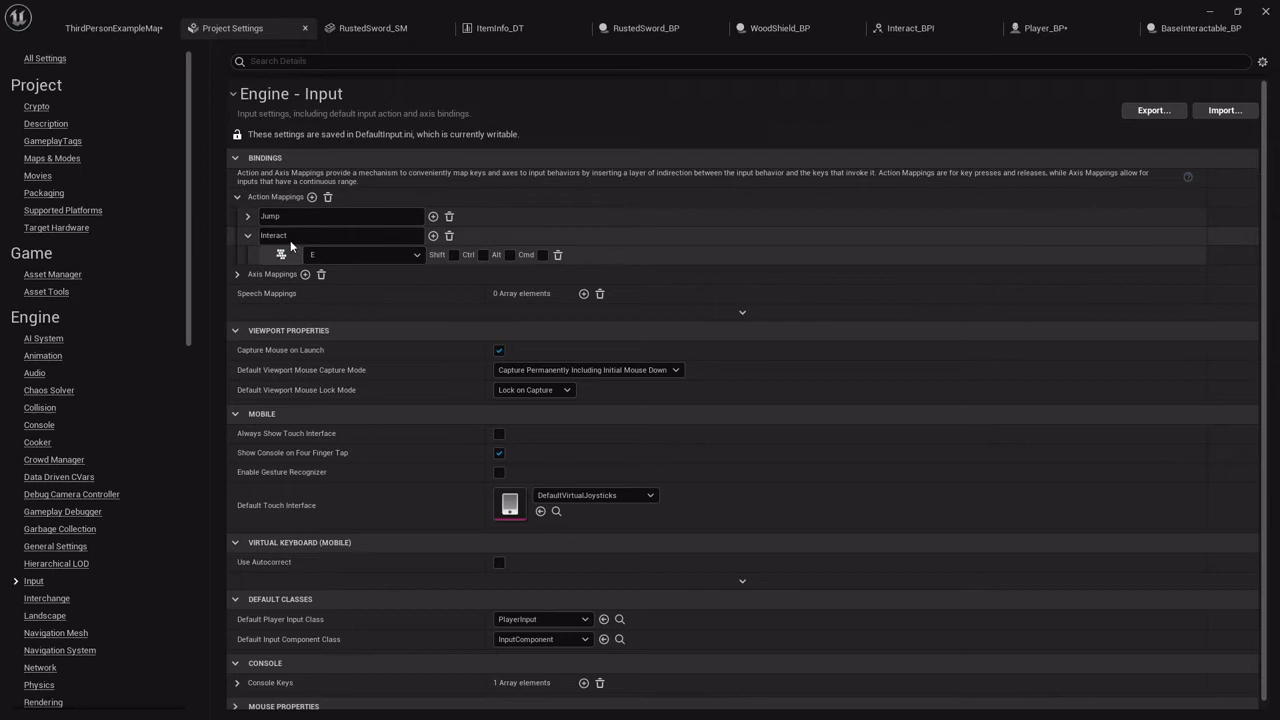 ThirdPersonExampleMap•
Project Settings
RustedSword_SM
ItemInfo_DT
RustedSword_BP
WoodShield_BP
Interact_BPI
Player_BP•
BaseInteractable_BP
All Settings
Project
Crypto
Description
GameplayTags
Maps & Modes
Movies
Packaging
Supported Platforms
Target Hardware
Game
Asset Manager
Asset Tools
Engine
AI System
Animation
Audio
Chaos Solver
Collision
Console
Cooker
Crowd Manager
Data Driven CVars
Debug Camera Controller
Gameplay Debugger
Garbage Collection
General Settings
Hierarchical LOD
Input
Interchange
Landscape
Navigation Mesh
Navigation System
Network
Physics
Rendering
Search Details
Engine - Input
Input settings, including default input action and axis bindings.
Export...
Import...
These settings are saved in DefaultInput.ini, which is currently writable.
BINDINGS
Action and Axis Mappings provide a mechanism to conveniently map keys and axes to input behaviors by inserting a layer of indirection between the input behavior and the keys that invoke it. Action Mappings are for key presses and releases, while Axis Mappings allow for
inputs that have a continuous range.
Action Mappings
Jump
Interact
E Shift Ctrl Alt Cmd
Axis Mappings
Speech Mappings 0 Array elements
VIEWPORT PROPERTIES
Capture Mouse on Launch
Default Viewport Mouse Capture Mode Capture Permanently Including Initial Mouse Down
Default Viewport Mouse Lock Mode Lock on Capture
MOBILE
Always Show Touch Interface
Show Console on Four Finger Tap
Enable Gesture Recognizer
Default Touch Interface DefaultVirtualJoysticks
VIRTUAL KEYBOARD (MOBILE)
Use Autocorrect
DEFAULT CLASSES
Default Player Input Class PlayerInput
Default Input Component Class InputComponent
CONSOLE
Console Keys 1 Array elements
MOUSE PROPERTIES